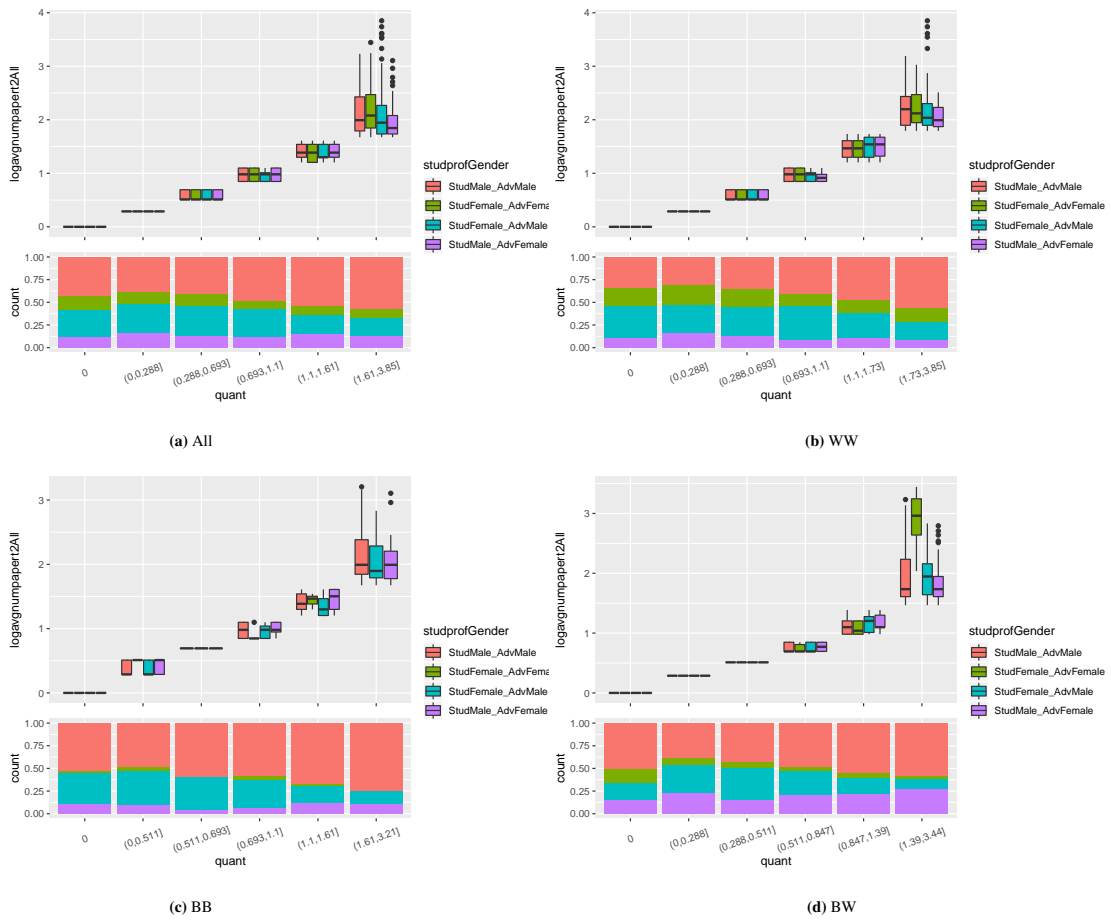 logavgnumpapert2All
4
3
2
1
0
count
1.00
0.75
0.50
0.25
0.00
0
(0,0.288]
(0.288,0.693]
(0.693,1.1]
(1.1,1.61]
(1.61,3.85]
quant
studprofGender
StudMale_AdvMale
StudFemale_AdvFema
StudFemale_AdvMale
StudMale_AdvFemale
(a) All
logavgnumpapert2All
4
3
2
1
0
count
1.00
0.75
0.50
0.25
0.00
0
(0,0.288]
(0.288,0.693]
(0.693,1.1]
(1.1,1.73]
(1.73,3.85]
quant
studprofGender
StudMale_AdvMale
StudFemale_AdvFemale
StudFemale_AdvMale
StudMale_AdvFemale
(b) WW
logavgnumpapert2All
3
2
1
0
count
1.00
0.75
0.50
0.25
0.00
0
(0,0.511]
(0.511,0.693]
(0.693,1.1]
(1.1,1.61]
(1.61,3.21]
quant
studprofGender
StudMale_AdvMale
StudFemale_AdvFema
StudFemale_AdvMale
StudMale_AdvFemale
(c) BB
logavgnumpapert2All
3
2
1
0
count
1.00
0.75
0.50
0.25
0.00
0
(0,0.288]
(0.288,0.511]
(0.511,0.847]
(0.847,1.39]
(1.39,3.44]
quant
studprofGender
StudMale_AdvMale
StudFemale_AdvFemale
StudFemale_AdvMale
StudMale_AdvFemale
(d) BW